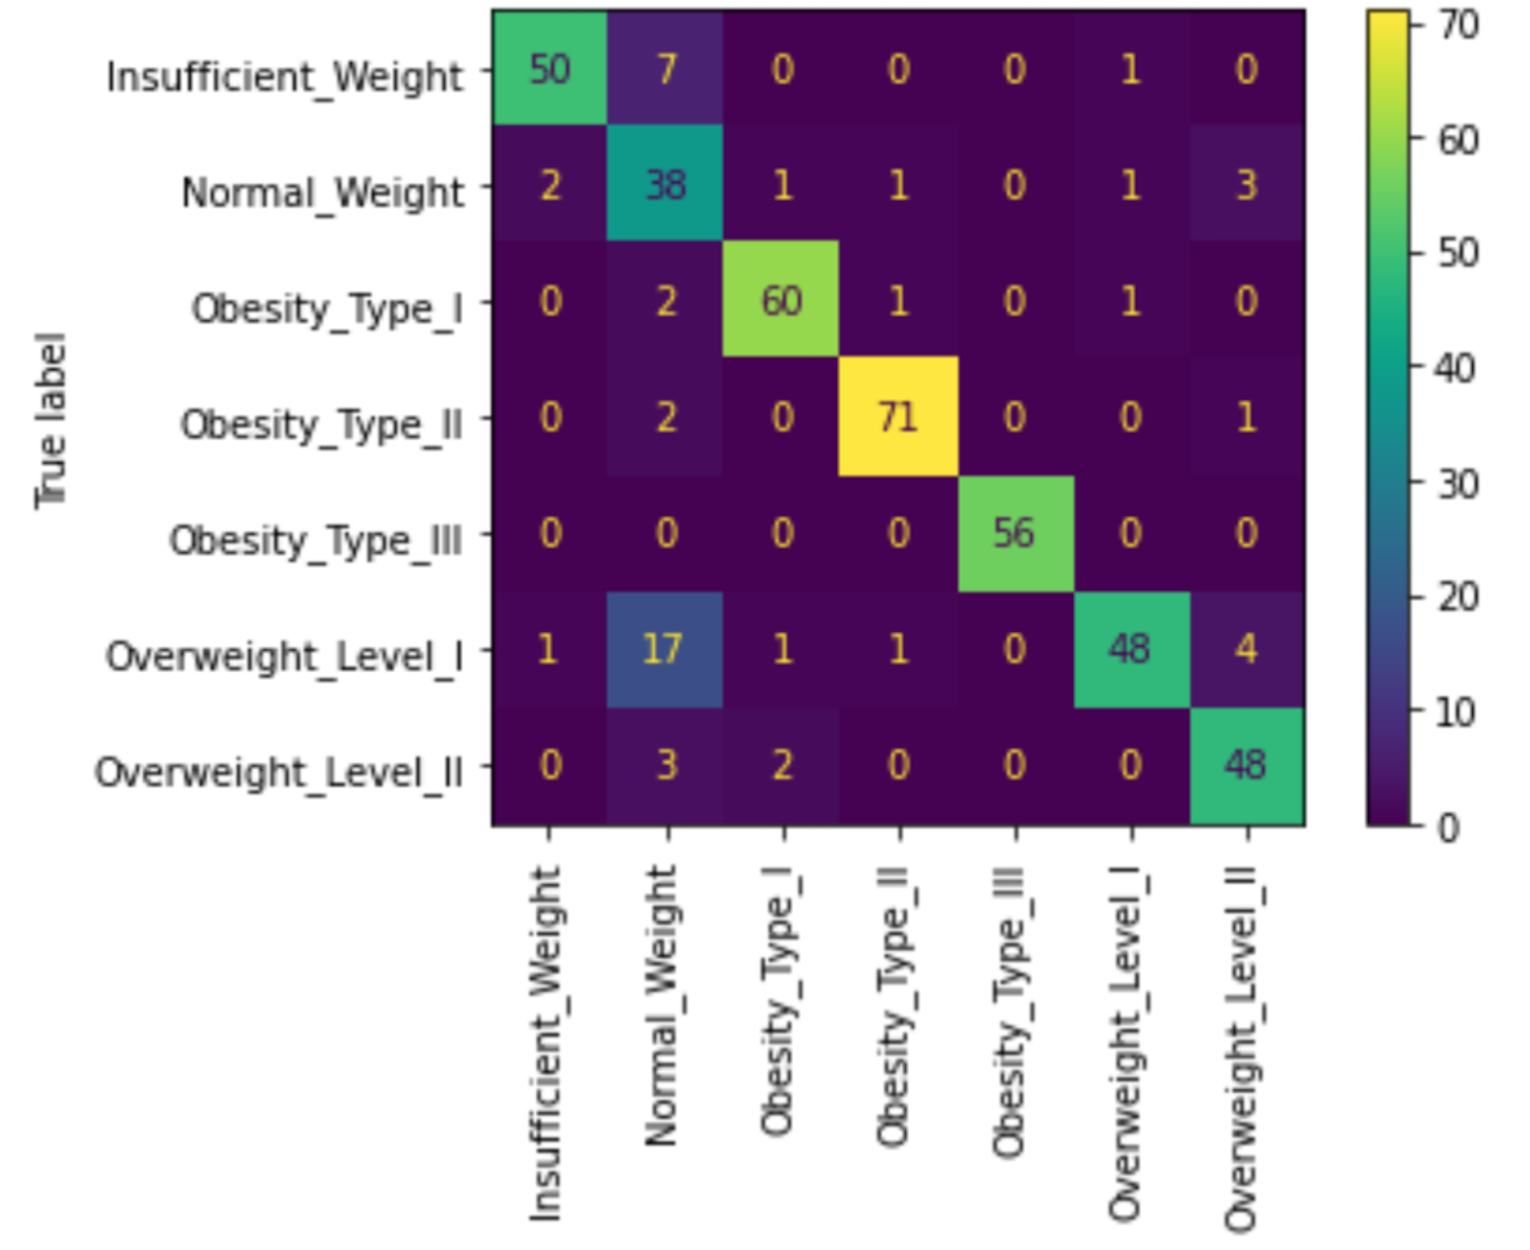 Insufficient_Weight 50 7 0 0 0 1 0 70
Normal_Weight 2 38 1 1 0 1 3 60
Obesity_Type_I 0 2 60 1 0 1 0 50
Obesity_Type_II 0 2 0 71 0 0 1 40
Obesity_Type_III 0 0 0 0 56 0 0 30
Overweight_Level_I 1 17 1 1 0 48 4 20
Overweight_Level_II 0 3 2 0 0 0 48 10
0
True label
Insufficient_Weight
Normal_Weight
Obesity_Type_I
Obesity_Type_II
Obesity_Type_III
Overweight_Level_I
Overweight_Level_II